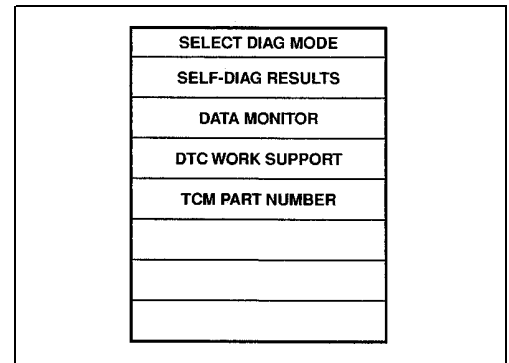 SELECT DIAG MODE
SELF-DIAG RESULTS
DATA MONITOR
DTC WORK SUPPORT
TCM PART NUMBER